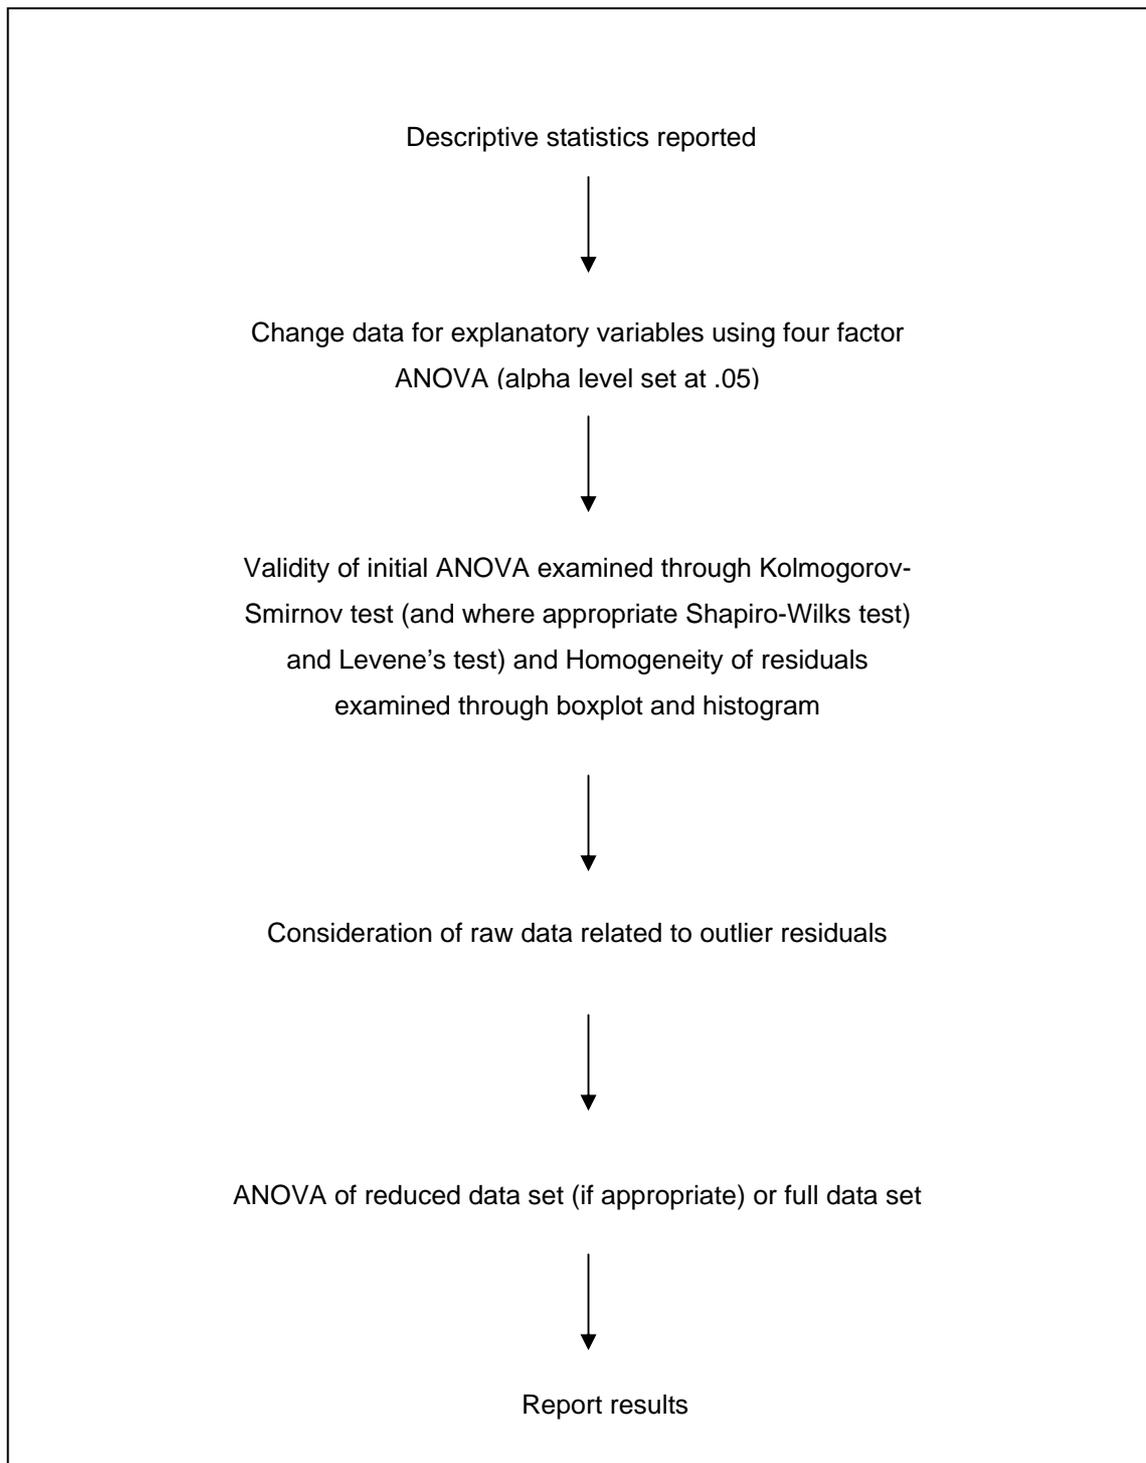 Descriptive statistics reported
Change data for explanatory variables using four factor
ANOVA (alpha level set at .05)
Validity of initial ANOVA examined through Kolmogorov-
Smirnov test (and where appropriate Shapiro-Wilks test)
and Levene's test) and Homogeneity of residuals
examined through boxplot and histogram
Consideration of raw data related to outlier residuals
ANOVA of reduced data set (if appropriate) or full data set
Report results